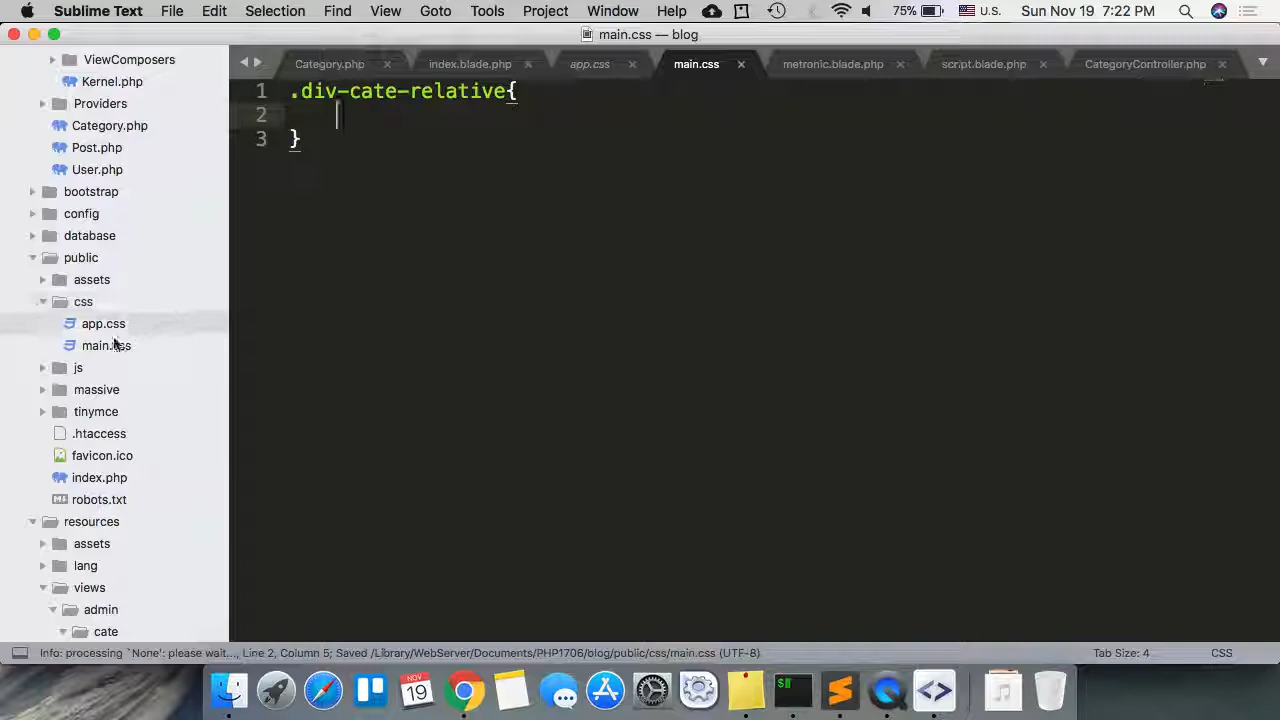 Sublime Text File Edit Selection Find View Goto Tools Project Window Help 75% U.S. Sun Nov 19 7:22 PM
main.css — blog
ViewComposers
Kernel.php
Providers
Category.php
Post.php
User.php
bootstrap
config
database
public
assets
css
app.css
main.css
js
massive
tinymce
.htaccess
favicon.ico
index.php
robots.txt
resources
assets
lang
views
admin
cate
Category.php index.blade.php app.css main.css metronic.blade.php script.blade.php CategoryController.php
1 .div-cate-relative{
2
3 }
Info: processing `None': please wait..., Line 2, Column 5; Saved /Library/WebServer/Documents/PHP1706/blog/public/css/main.css (UTF-8) Tab Size: 4 CSS
NOV
19
$